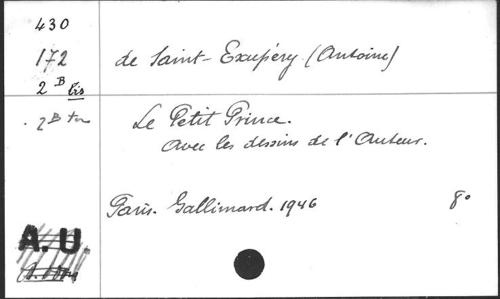 430
172
2 B bis
2 B ter
de Saint-Exupéry (Antoine)
Le Petit Prince.
Avec les dessins de l'Auteur.
Paris. Gallimard. 1946 8°
A.U.